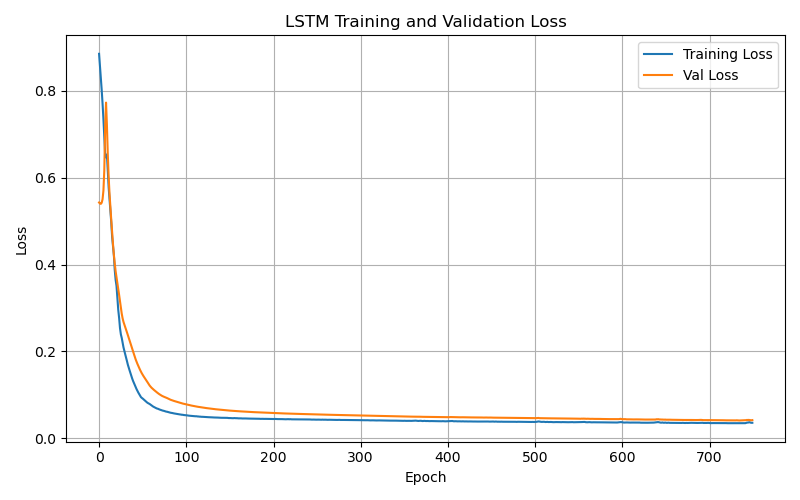 LSTM Training and Validation Loss
Training Loss
Val Loss
Loss
0.8
0.6
0.4
0.2
0.0
0 100 200 300 400 500 600 700
Epoch